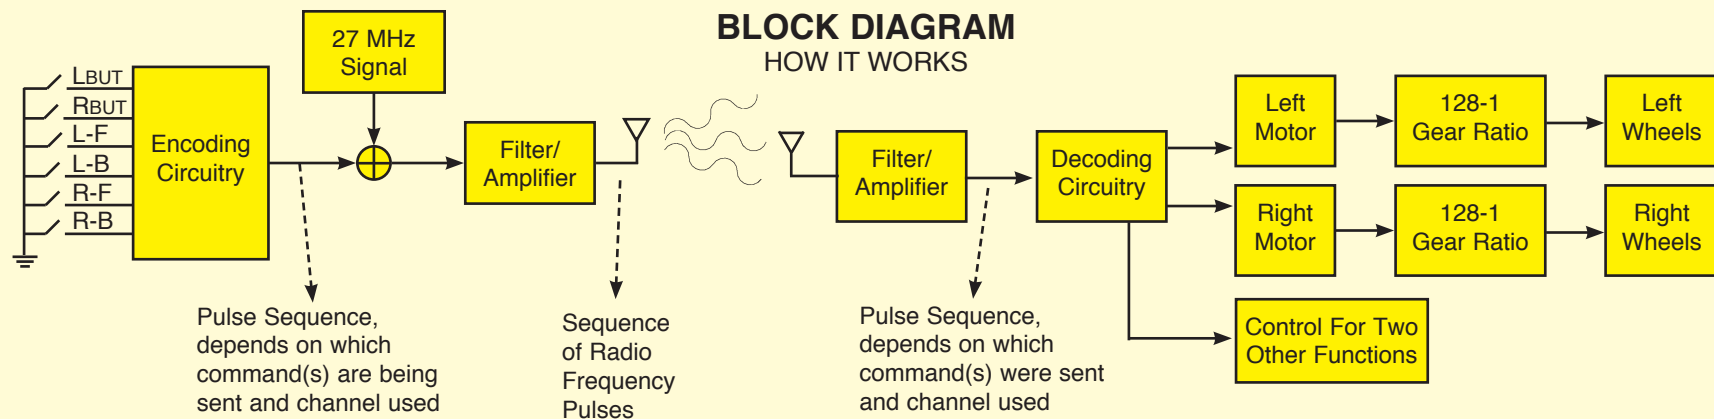 BLOCK DIAGRAM
HOW IT WORKS
27 MHz
Signal
LBUT
RBUT
L-F
L-B
R-F
R-B
Encoding
Circuitry
Filter/
Amplifier
Filter/
Amplifier
Decoding
Circuitry
Left
Motor
128-1
Gear Ratio
Left
Wheels
Right
Motor
128-1
Gear Ratio
Right
Wheels
Control For Two
Other Functions
Pulse Sequence,
depends on which
command(s) are being
sent and channel used
Sequence
of Radio
Frequency
Pulses
Pulse Sequence,
depends on which
command(s) were sent
and channel used